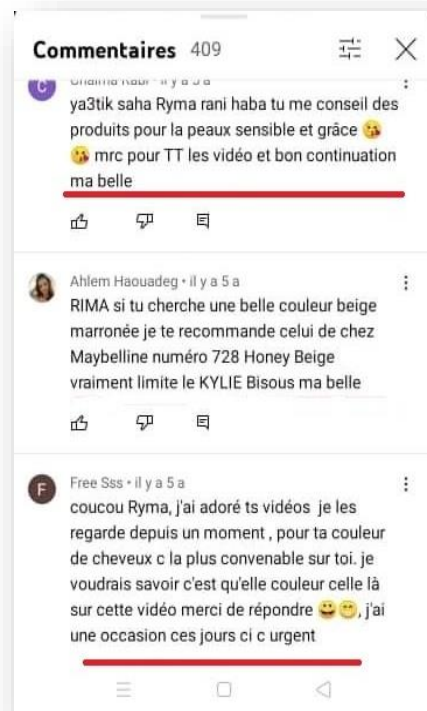 Commentaires 409
C
ya3tik saha Ryma rani haba tu me conseil des
produits pour la peaux sensible et grâce 😘
😘 mrc pour TT les vidéo et bon continuation
ma belle
Ahlem Haouadeg • il y a 5 a
RIMA si tu cherche une belle couleur beige
marronée je te recommande celui de chez
Maybelline numéro 728 Honey Beige
vraiment limite le KYLIE Bisous ma belle
F
Free Sss • il y a 5 a
coucou Ryma, j'ai adoré ts vidéos je les
regarde depuis un moment , pour ta couleur
de cheveux c la plus convenable sur toi. je
voudrais savoir c'est qu'elle couleur celle là
sur cette vidéo merci de répondre 😀😁, j'ai
une occasion ces jours ci c urgent